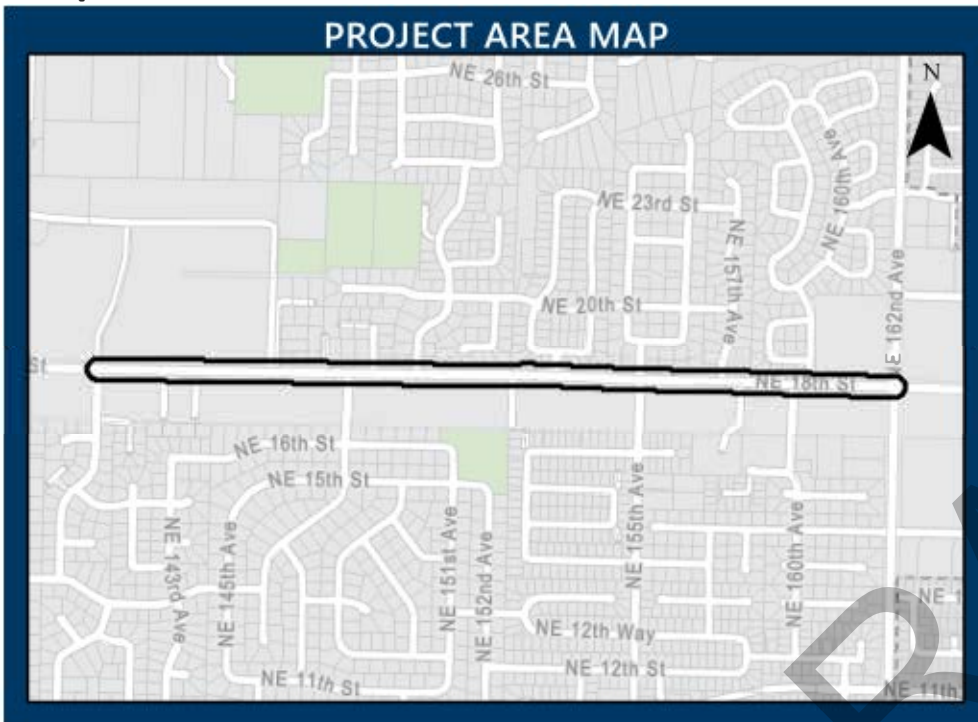 PROJECT AREA MAP
N
NE 26th St
NE 160th Ave
NE 23rd St
NE 157th Ave
NE 20th St
NE 162nd Ave
St
NE 18th St
NE 16th St
NE 15th St
NE 143rd Ave
NE 145th Ave
NE 151st Ave
NE 152nd Ave
NE 155th Ave
NE 160th Ave
NE 1
NE 12th Way
NE 12th St
NE 11th St
NE 11th